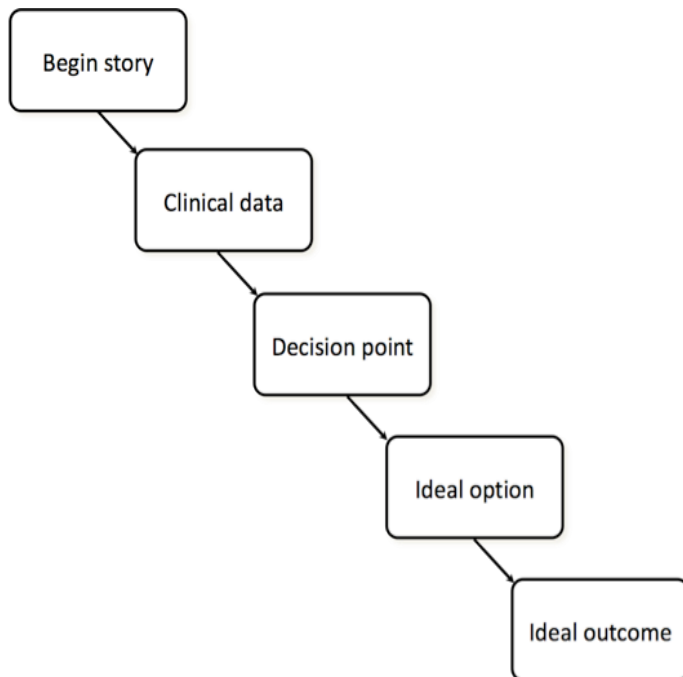 Begin story
Clinical data
Decision point
Ideal option
Ideal outcome